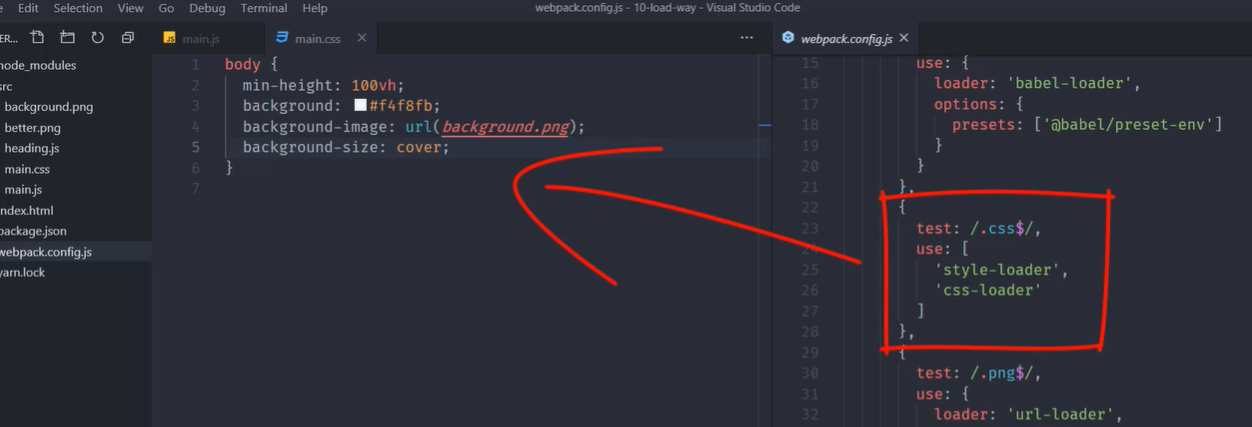 Edit Selection View Go Debug Terminal Help
webpack.config.js - 10-load-way - Visual Studio Code
ER...
node_modules
src
background.png
better.png
heading.js
main.css
main.js
index.html
package.json
webpack.config.js
yarn.lock
main.js
main.css
1 body {
2 min-height: 100vh;
3 background: #f4f8fb;
4 background-image: url(background.png);
5 background-size: cover;
6 }
7
webpack.config.js
15 use: {
16 loader: 'babel-loader',
17 options: {
18 presets: ['@babel/preset-env']
19 }
20 }
21 },
22 {
23 test: /.css$/,
24 use: [
25 'style-loader',
26 'css-loader'
27 ]
28 },
29 {
30 test: /.png$/,
31 use: {
32 loader: 'url-loader',